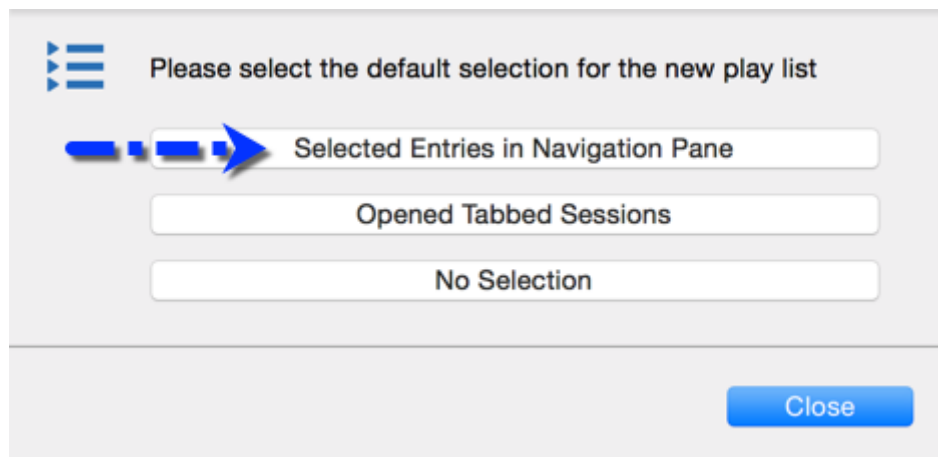 Please select the default selection for the new play list
Selected Entries in Navigation Pane
Opened Tabbed Sessions
No Selection
Close